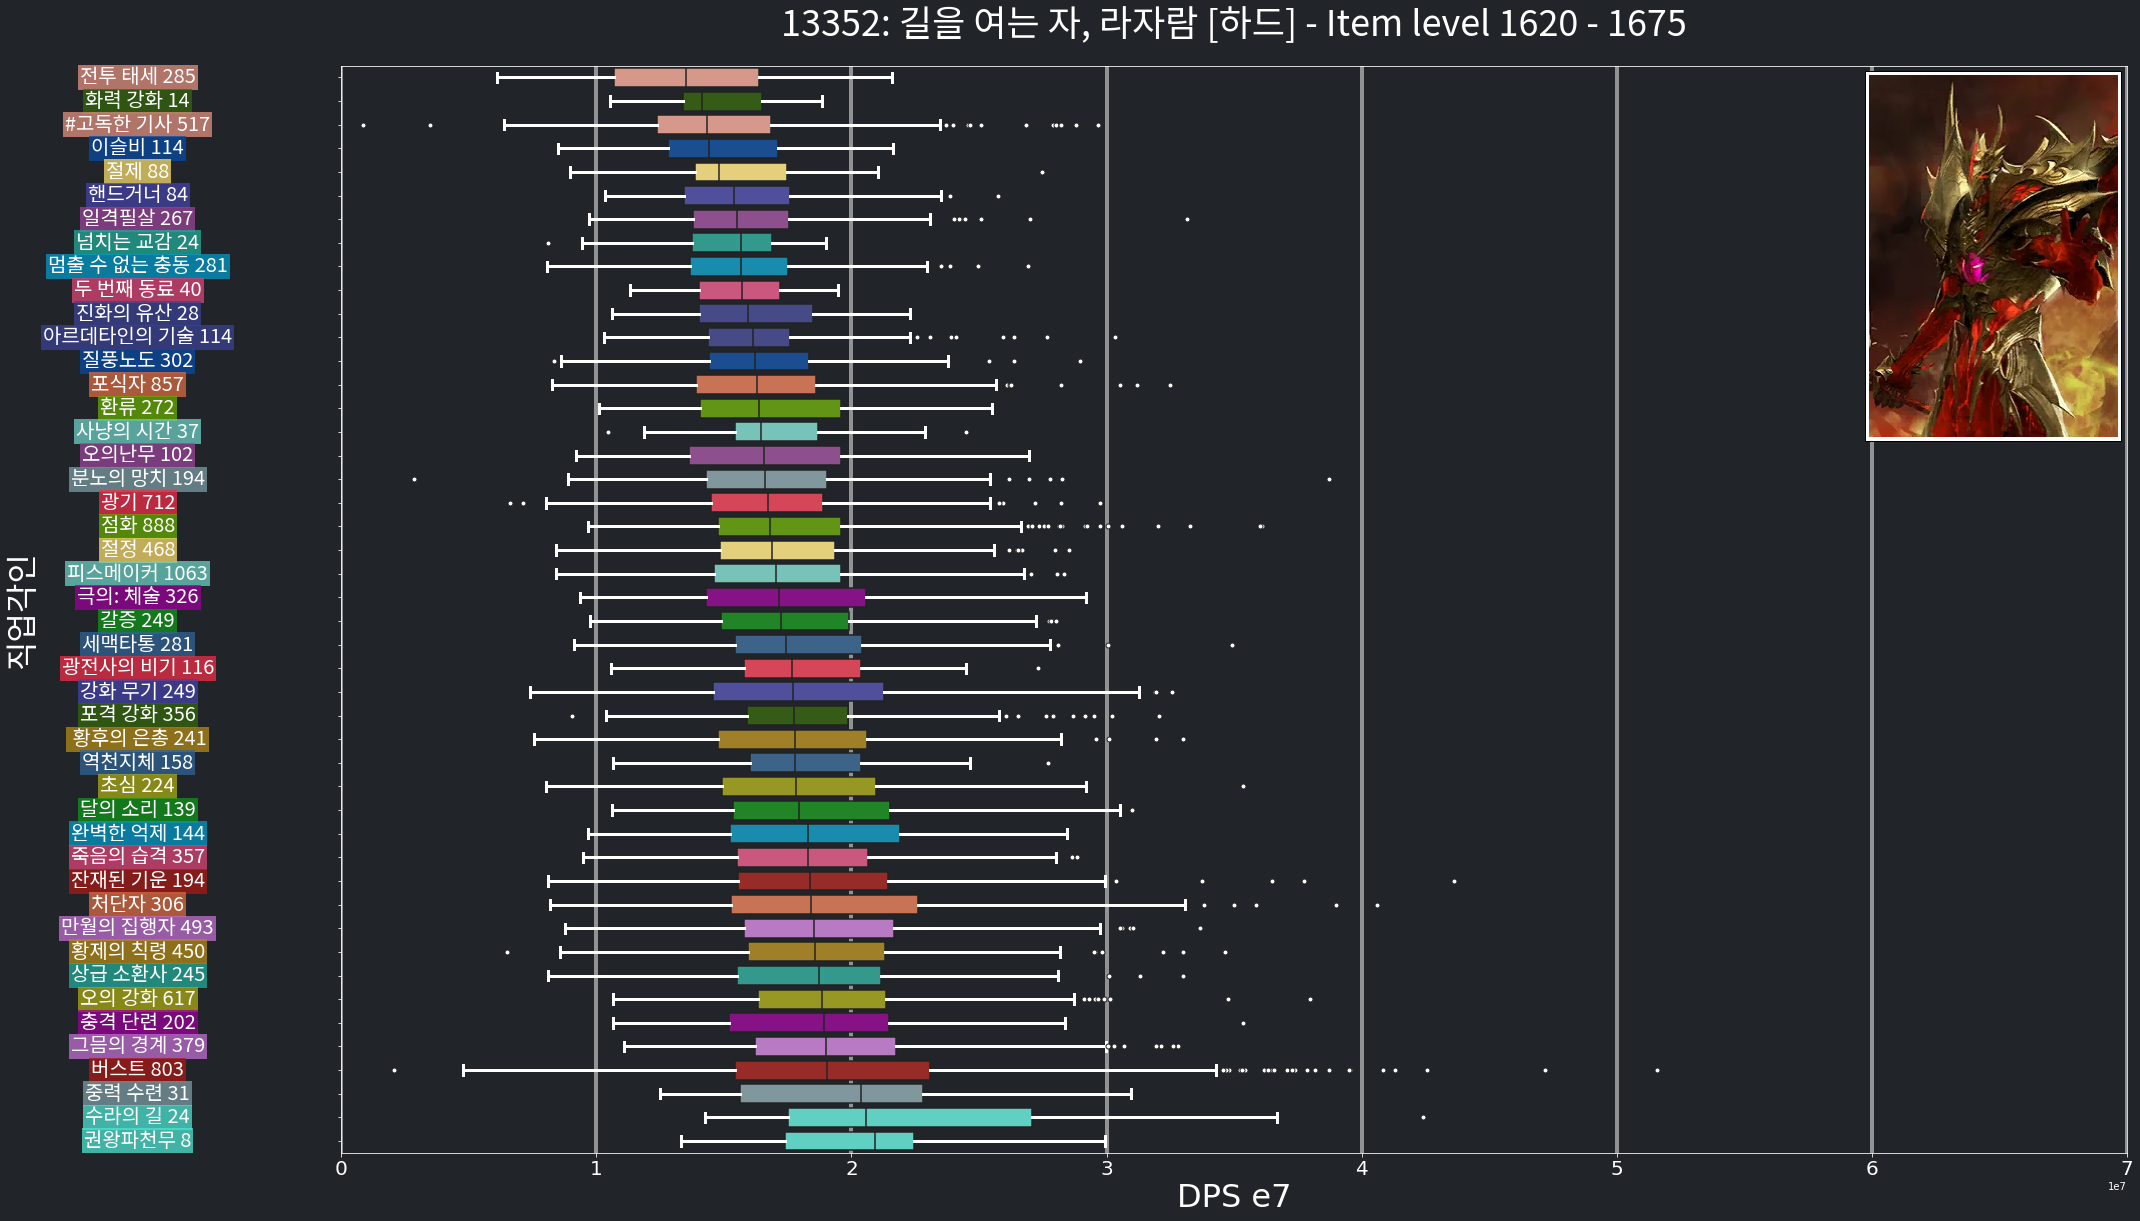 13352: 길을 여는 자, 라자람 [하드] - Item level 1620 - 1675
전투 태세 285
화력 강화 14
#고독한 기사 517
이슬비 114
절제 88
핸드거너 84
일격필살 267
넘치는 교감 24
멈출 수 없는 충동 281
두 번째 동료 40
진화의 유산 28
아르데타인의 기술 114
질풍노도 302
포식자 857
환류 272
사냥의 시간 37
오의난무 102
분노의 망치 194
광기 712
점화 888
절정 468
피스메이커 1063
극의: 체술 326
갈증 249
세맥타통 281
광전사의 비기 116
강화 무기 249
포격 강화 356
황후의 은총 241
역천지체 158
초심 224
달의 소리 139
완벽한 억제 144
죽음의 습격 357
잔재된 기운 194
처단자 306
만월의 집행자 493
황제의 칙령 450
상급 소환사 245
오의 강화 617
충격 단련 202
그믐의 경계 379
버스트 803
중력 수련 31
수라의 길 24
권왕파천무 8
직업각인
0 1 2 3 4 5 6 7
DPS e7
1e7